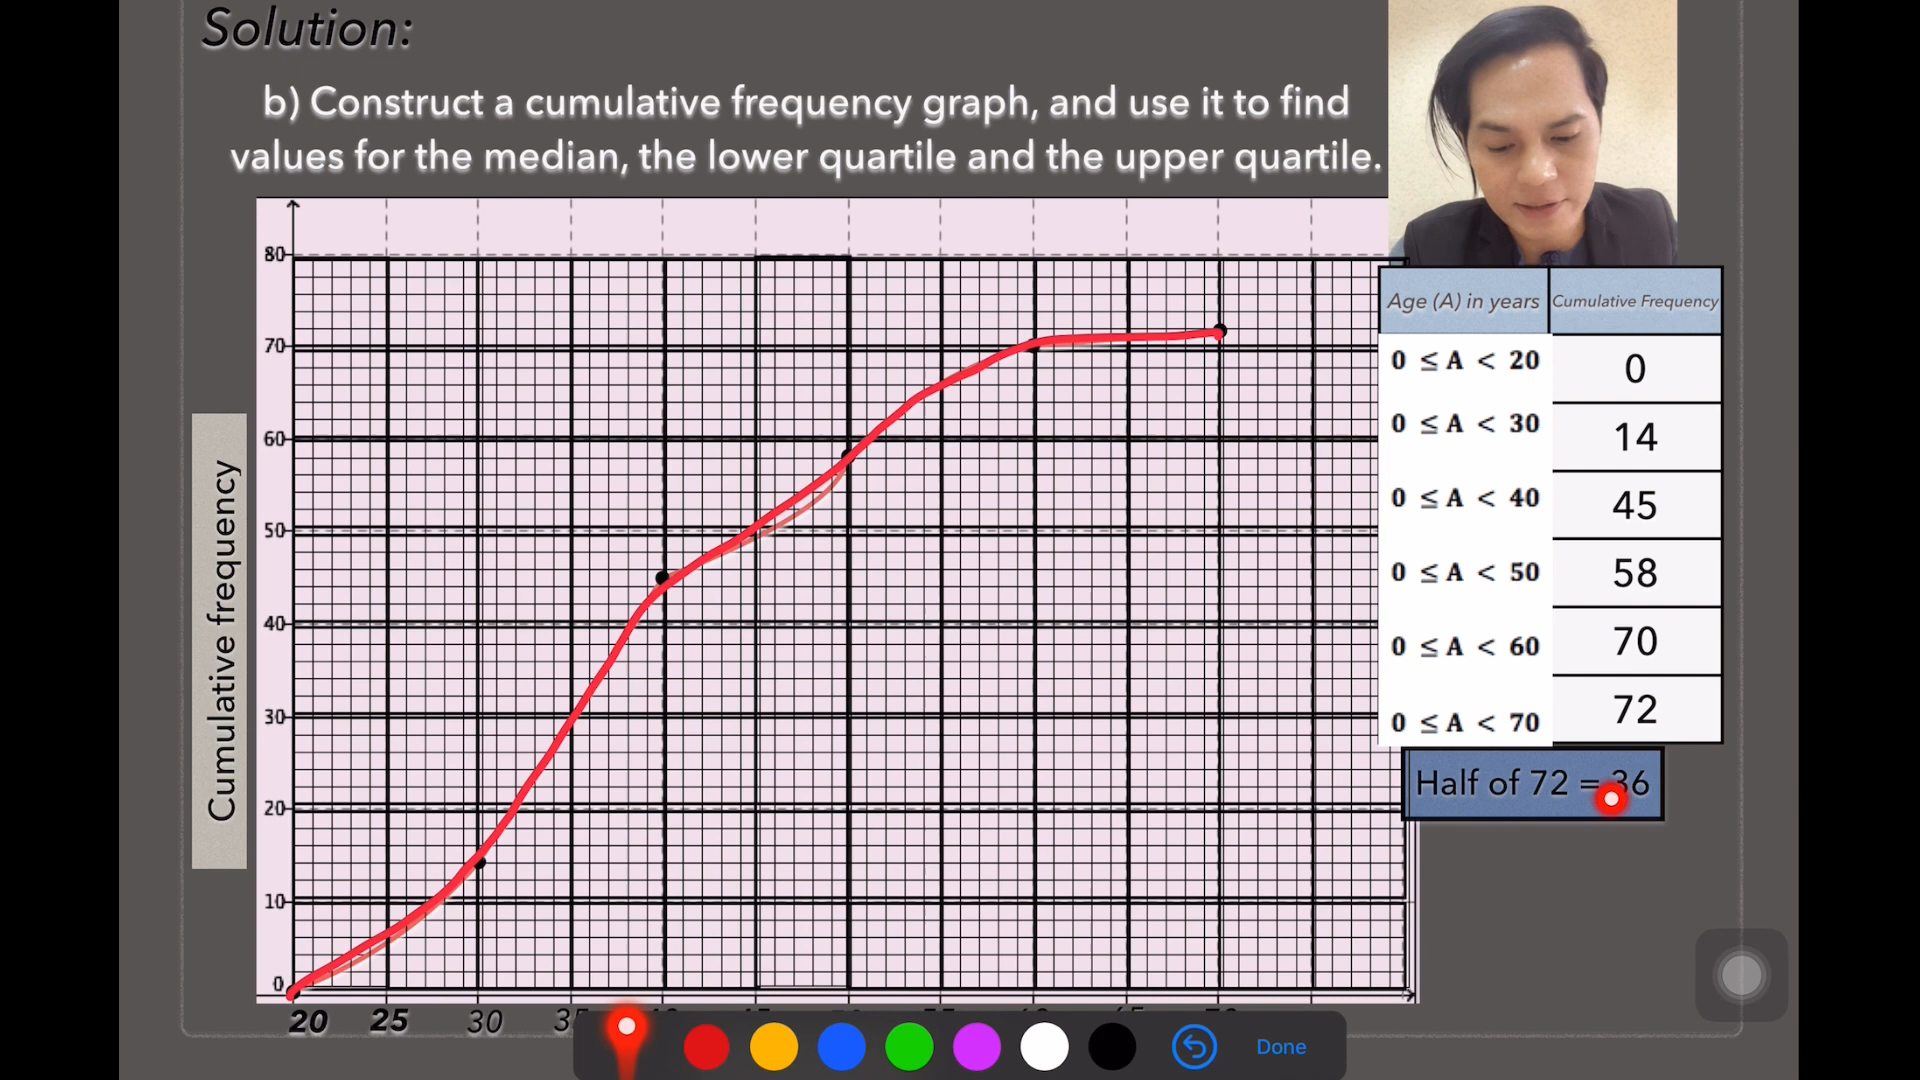 Solution:
b) Construct a cumulative frequency graph, and use it to find
values for the median, the lower quartile and the upper quartile.
Cumulative frequency
80
70
60
50
40
30
20
10
0
20 25 30
Age (A) in years Cumulative Frequency
0 ≤ A < 20 0
0 ≤ A < 30 14
0 ≤ A < 40 45
0 ≤ A < 50 58
0 ≤ A < 60 70
0 ≤ A < 70 72
Half of 72 = 36
Done